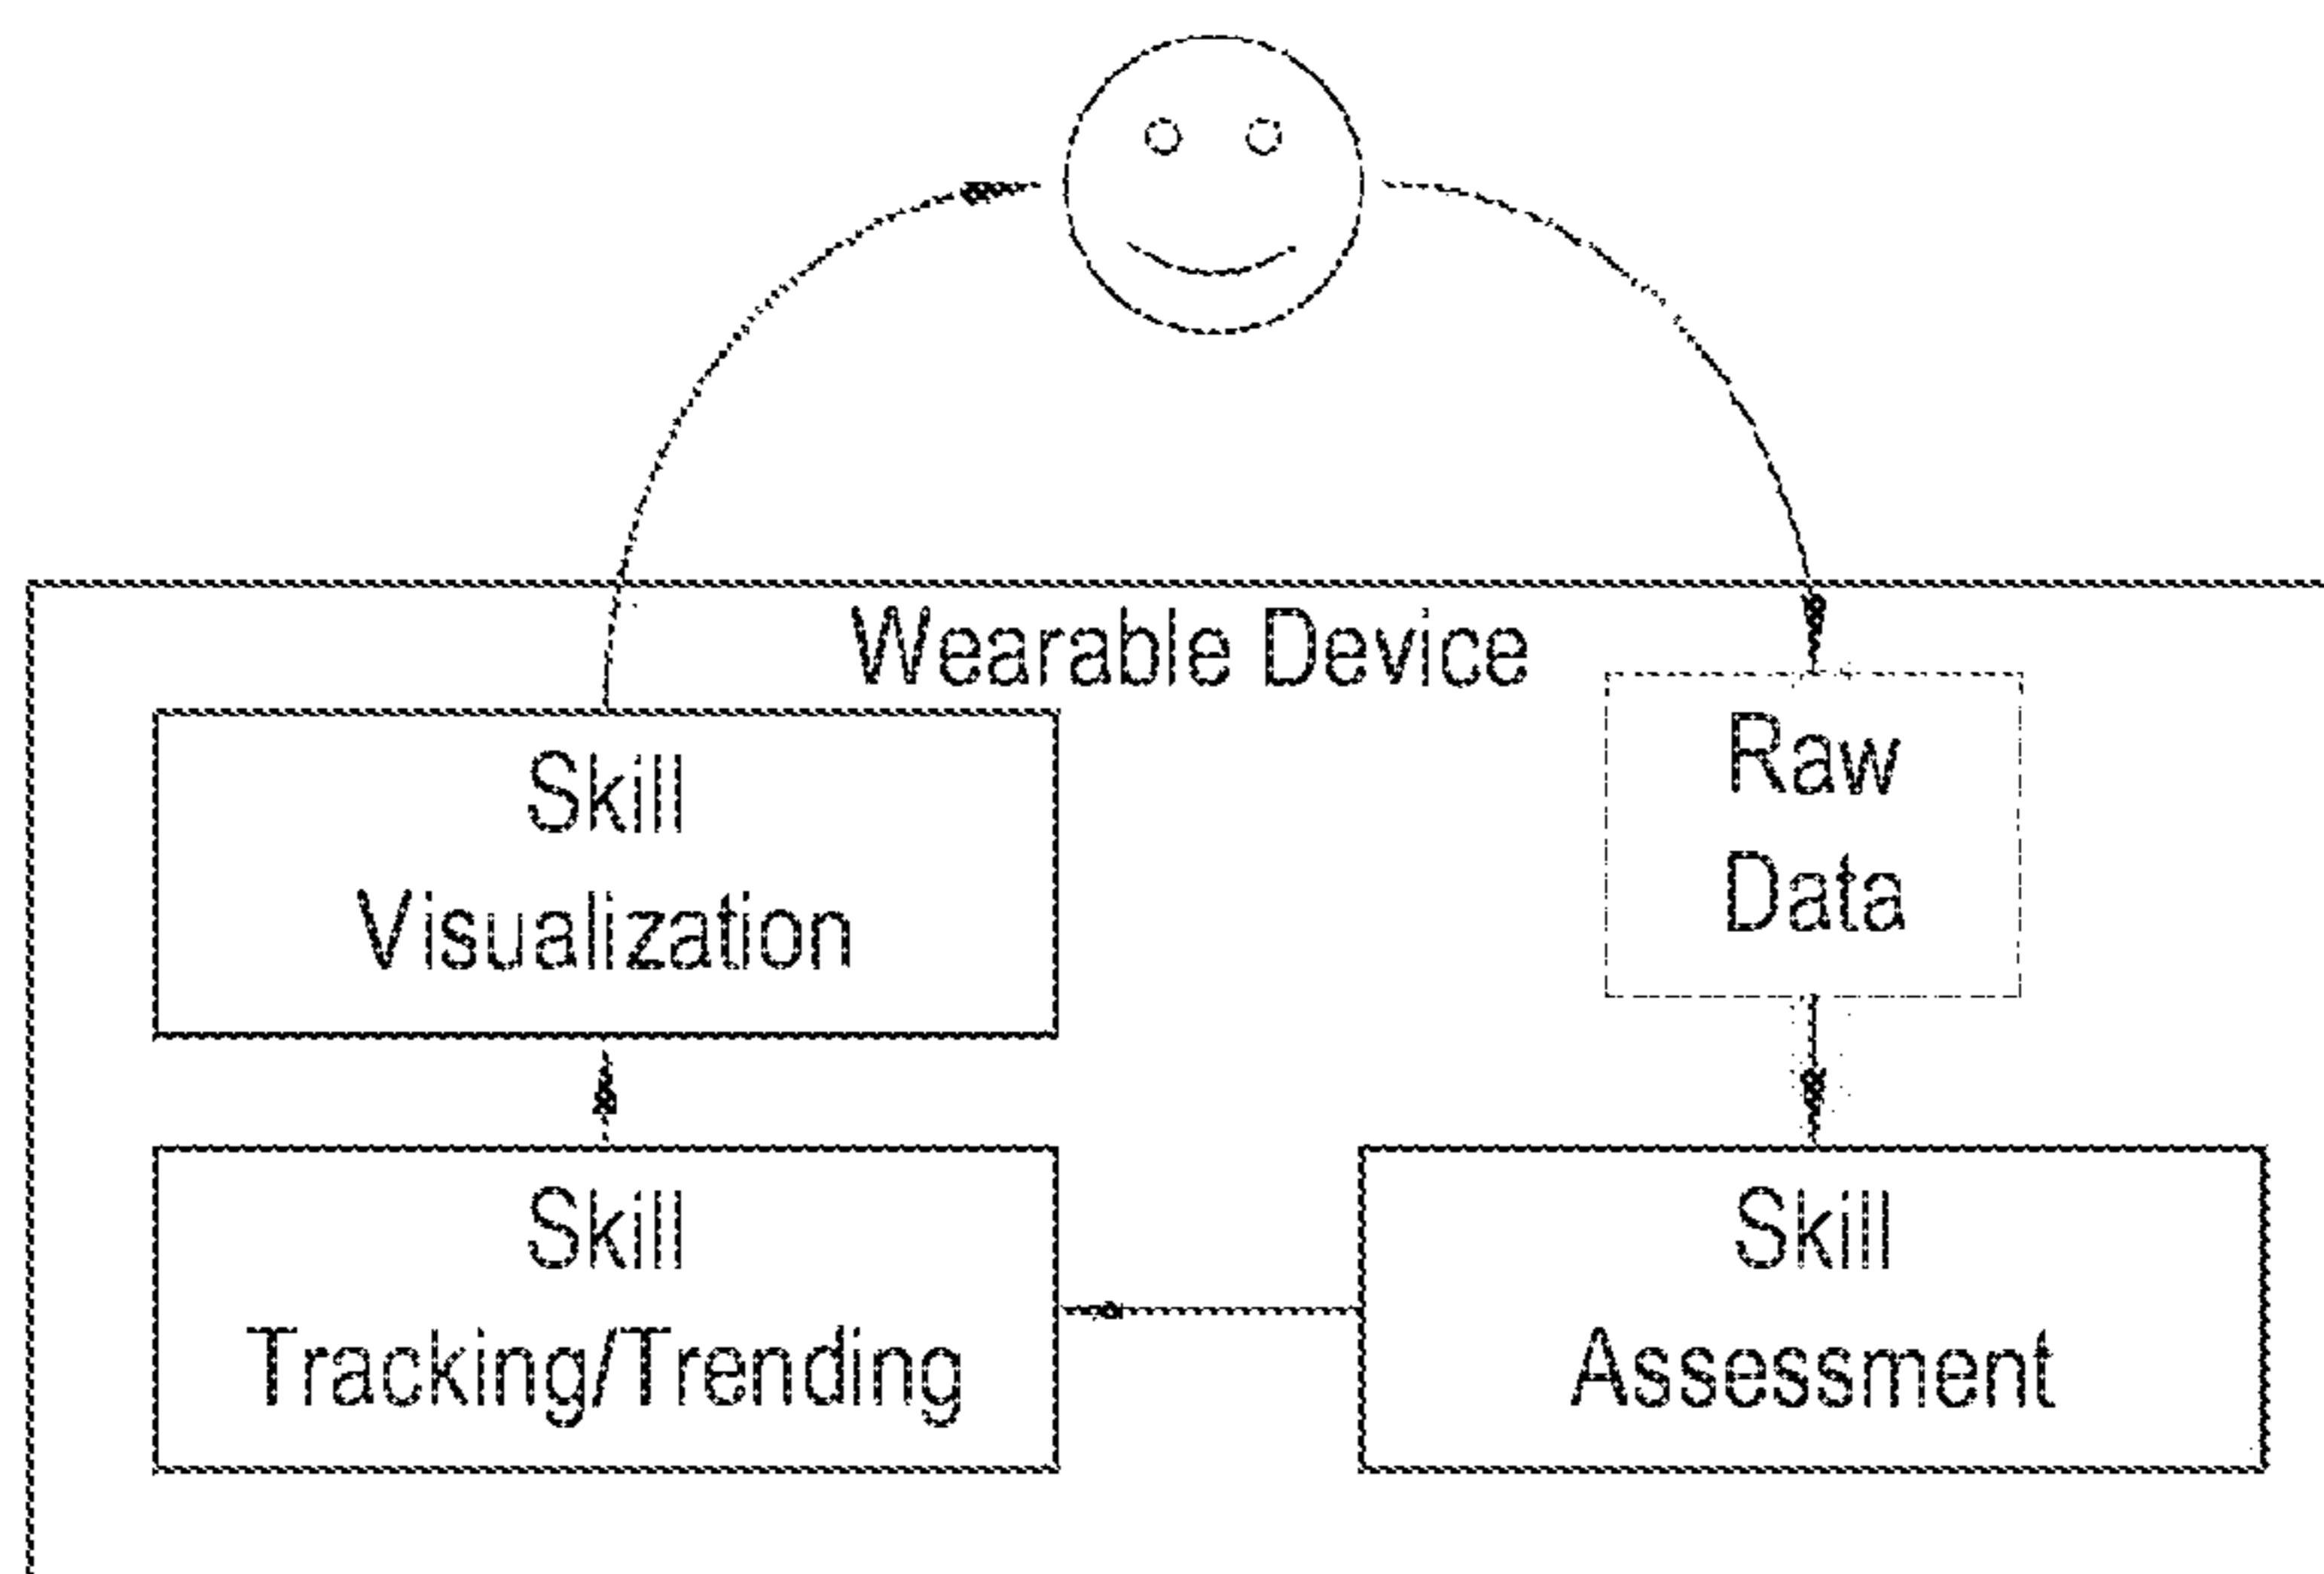 Wearable Device
Skill
Visualization
Raw
Data
Skill
Tracking/Trending
Skill
Assessment